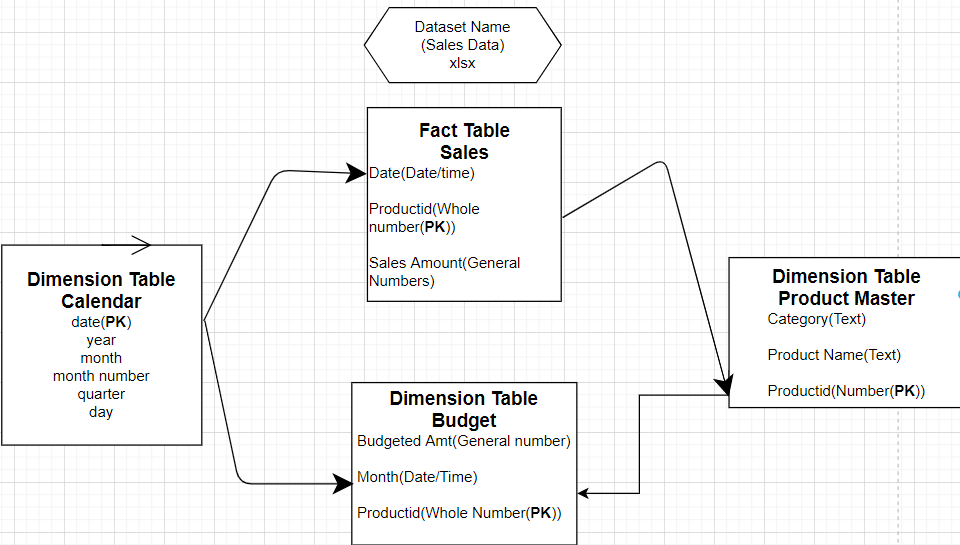 Dataset Name
(Sales Data)
xlsx
Fact Table
Sales
Date(Date/time)
Productid(Whole
number(PK))
Sales Amount(General
Numbers)
Dimension Table
Calendar
date(PK)
year
month
month number
quarter
day
Dimension Table
Product Master
Category(Text)
Product Name(Text)
Productid(Number(PK))
Dimension Table
Budget
Budgeted Amt(General number)
Month(Date/Time)
Productid(Whole Number(PK))